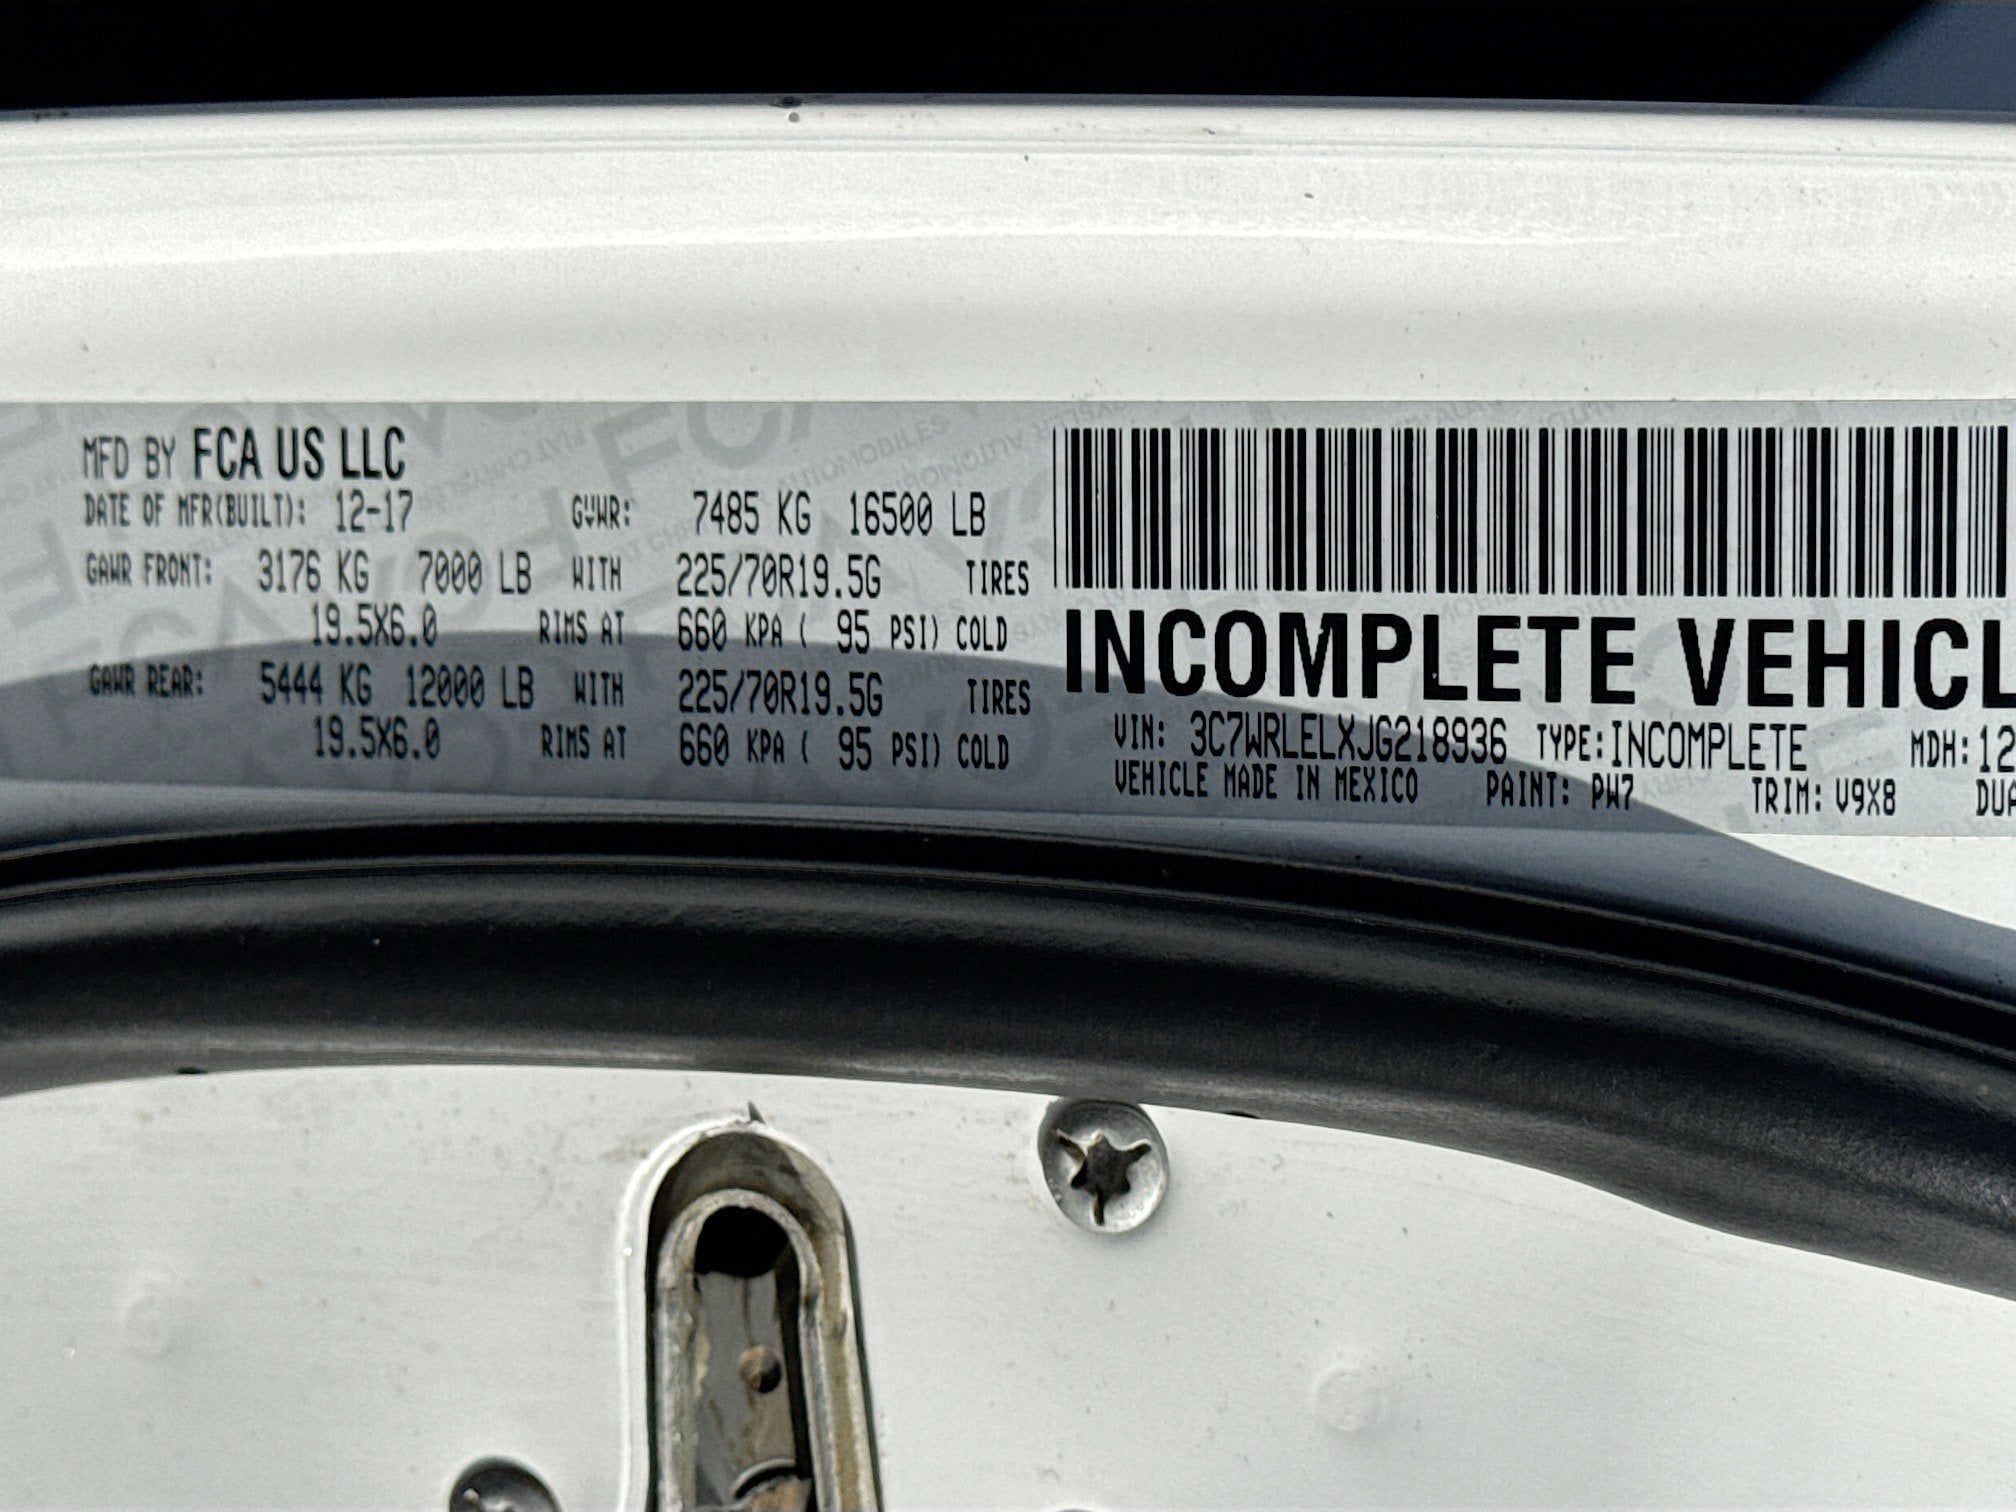 MFD BY FCA US LLC
DATE OF MFR(BUILT): 12-17 GVWR: 7485 KG 16500 LB
GAWR FRONT: 3176 KG 7000 LB WITH 225/70R19.5G TIRES
19.5X6.0 RIMS AT 660 KPA ( 95 PSI) COLD
GAWR REAR: 5444 KG 12000 LB WITH 225/70R19.5G TIRES
19.5X6.0 RIMS AT 660 KPA ( 95 PSI) COLD
INCOMPLETE VEHICL
VIN: 3C7WRLELXJG218936 TYPE: INCOMPLETE MDH: 12
VEHICLE MADE IN MEXICO PAINT: PW7 TRIM: V9X8 DUA